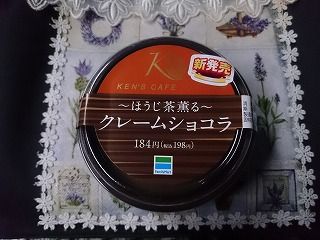 K
KEN'S CAFE
新発売
～ほうじ茶薫る～
クレームショコラ
184円(税込198円)
FamilyMart